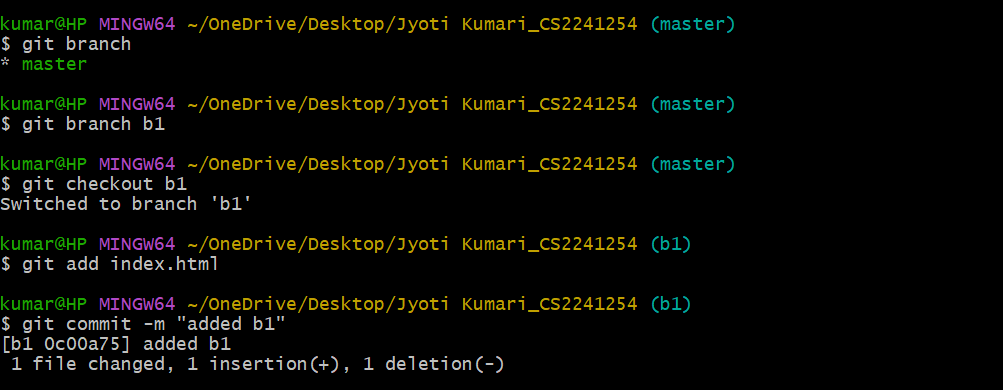 kumar@HP MINGW64 ~/OneDrive/Desktop/Jyoti Kumari_CS2241254 (master)
$ git branch
* master
kumar@HP MINGW64 ~/OneDrive/Desktop/Jyoti Kumari_CS2241254 (master)
$ git branch b1
kumar@HP MINGW64 ~/OneDrive/Desktop/Jyoti Kumari_CS2241254 (master)
$ git checkout b1
Switched to branch 'b1'
kumar@HP MINGW64 ~/OneDrive/Desktop/Jyoti Kumari_CS2241254 (b1)
$ git add index.html
kumar@HP MINGW64 ~/OneDrive/Desktop/Jyoti Kumari_CS2241254 (b1)
$ git commit -m "added b1"
[b1 0c00a75] added b1
 1 file changed, 1 insertion(+), 1 deletion(-)